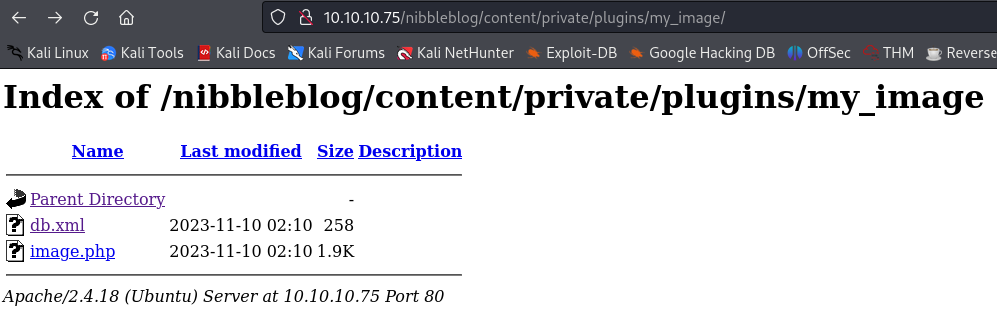 10.10.10.75/nibbleblog/content/private/plugins/my_image/
Kali Linux Kali Tools Kali Docs Kali Forums Kali NetHunter Exploit-DB Google Hacking DB OffSec THM Reverse
Index of /nibbleblog/content/private/plugins/my_image
Name Last modified Size Description
Parent Directory -
db.xml 2023-11-10 02:10 258
image.php 2023-11-10 02:10 1.9K
Apache/2.4.18 (Ubuntu) Server at 10.10.10.75 Port 80